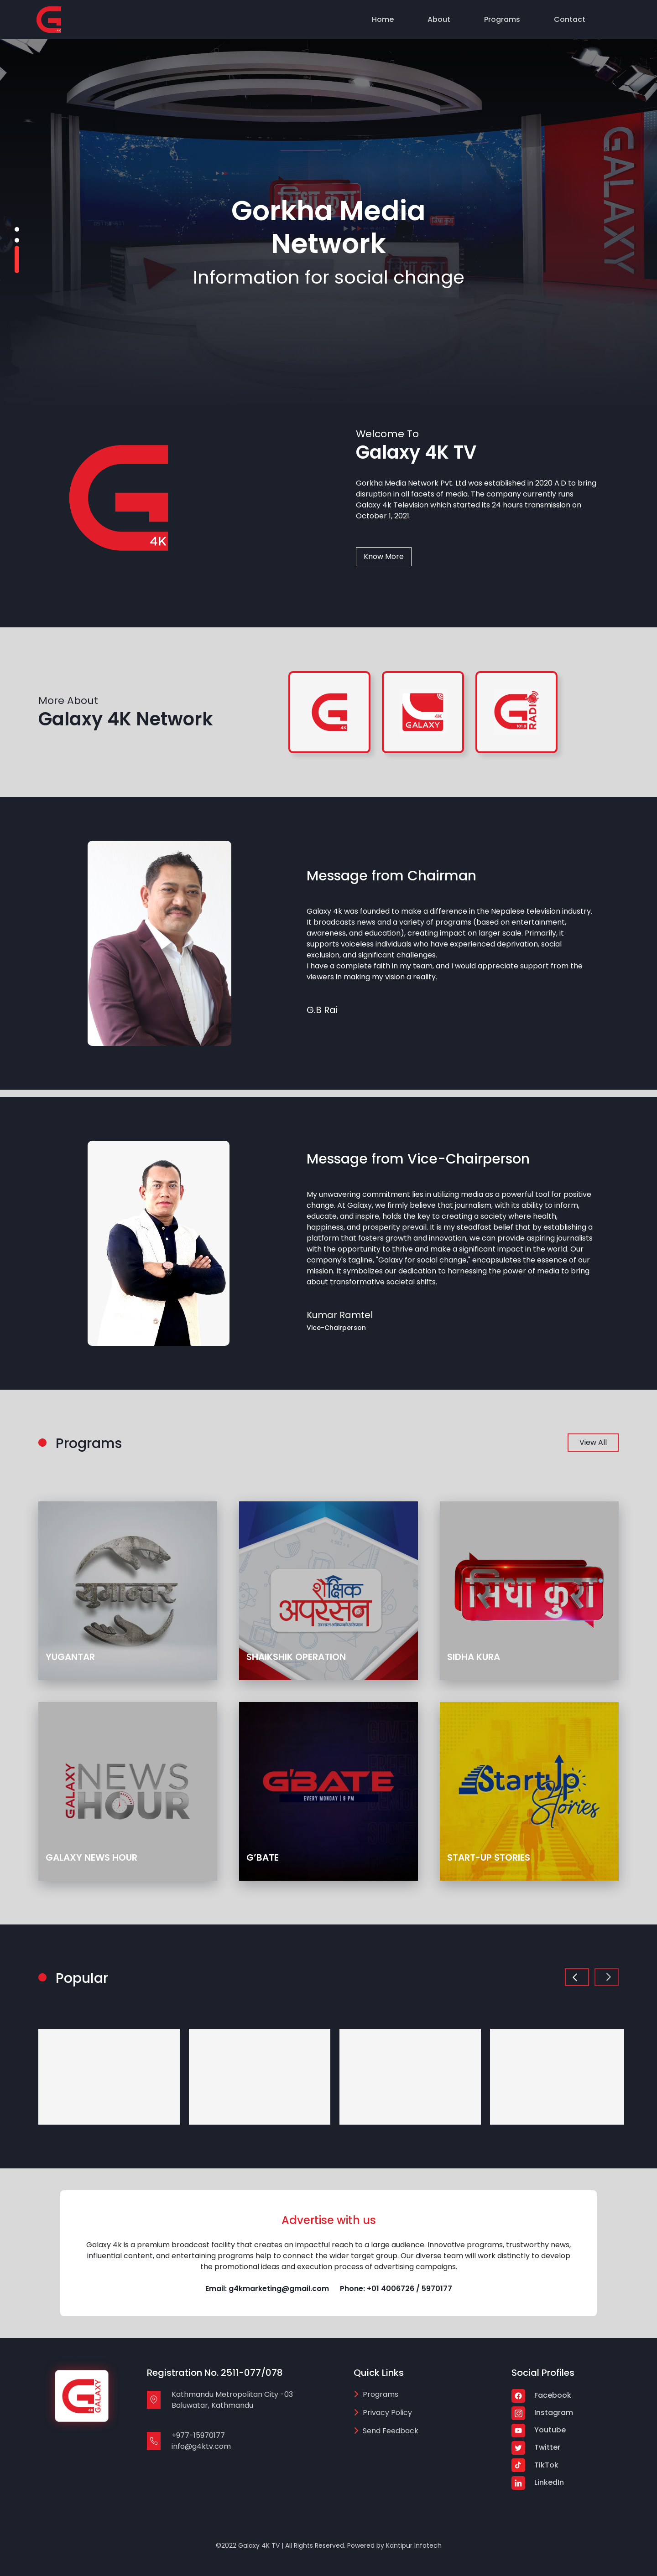 Home About Programs Contact
Gorkha Media
Network
Information for social change
GALAXY
सिधा कुरा
Welcome To
Galaxy 4K TV
Gorkha Media Network Pvt. Ltd was established in 2020 A.D to bring
disruption in all facets of media. The company currently runs
Galaxy 4k Television which started its 24 hours transmission on
October 1, 2021.
4K
Know More
More About
Galaxy 4K Network
4K
4K
GALAXY
RADIO
Message from Chairman
Galaxy 4k was founded to make a difference in the Nepalese television industry.
It broadcasts news and a variety of programs (based on entertainment,
awareness, and education), creating impact on larger scale. Primarily, it
supports voiceless individuals who have experienced deprivation, social
exclusion, and significant challenges.
I have a complete faith in my team, and I would appreciate support from the
viewers in making my vision a reality.
G.B Rai
Message from Vice-Chairperson
My unwavering commitment lies in utilizing media as a powerful tool for positive
change. At Galaxy, we firmly believe that journalism, with its ability to inform,
educate, and inspire, holds the key to creating a society where health,
happiness, and prosperity prevail. It is my steadfast belief that by establishing a
platform that fosters growth and innovation, we can provide aspiring journalists
with the opportunity to thrive and make a significant impact in the world. Our
company's tagline, "Galaxy for social change," encapsulates the essence of our
mission. It symbolizes our dedication to harnessing the power of media to bring
about transformative societal shifts.
Kumar Ramtel
Vice-Chairperson
Programs
View All
युगान्तर
YUGANTAR
शैक्षिक
अपरेसन
SHAIKSHIK OPERATION
सिधा कुरा
SIDHA KURA
GALAXY
NEWS
HOUR
GALAXY NEWS HOUR
G'BATE
EVERY MONDAY | 8 PM
G'BATE
StartUp
Stories
START-UP STORIES
Popular
Advertise with us
Galaxy 4k is a premium broadcast facility that creates an impactful reach to a large audience. Innovative programs, trustworthy news,
influential content, and entertaining programs help to connect the wider target group. Our diverse team will work distinctly to develop
the promotional ideas and execution process of advertising campaigns.
Email: g4kmarketing@gmail.com Phone: +01 4006726 / 5970177
GALAXY
Registration No. 2511-077/078
Kathmandu Metropolitan City -03
Baluwatar, Kathmandu
+977-15970177
info@g4ktv.com
Quick Links
Programs
Privacy Policy
Send Feedback
Social Profiles
Facebook
Instagram
Youtube
Twitter
TikTok
LinkedIn
©2022 Galaxy 4K TV | All Rights Reserved. Powered by Kantipur Infotech